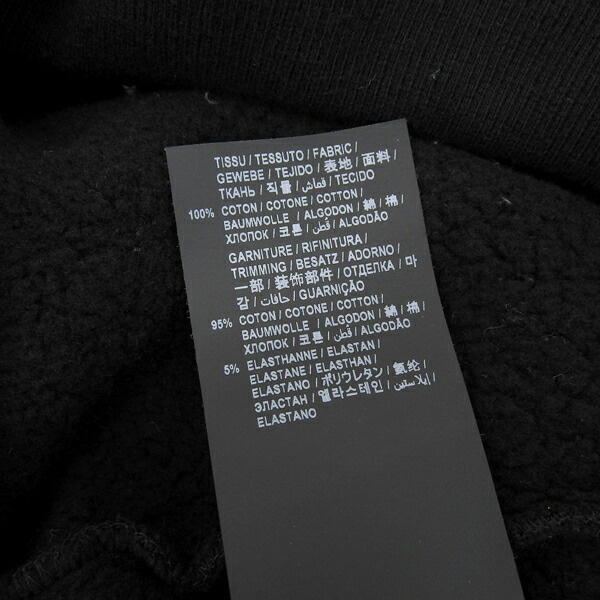 TISSU / TESSUTO / FABRIC /
GEWEBE / TEJIDO / 表地 / 面料 /
ТКАНЬ / 직물 / قماش / TECIDO
100% COTON / COTONE / COTTON /
BAUMWOLLE / ALGODON / 綿 / 棉 /
ХЛОПОК / 코튼 / قطن / ALGODÃO
GARNITURE / RIFINITURA /
TRIMMING / BESATZ / ADORNO /
一部 / 装饰部件 / ОТДЕЛКА / 마
감 / حافات / GUARNIÇÃO
95% COTON / COTONE / COTTON /
BAUMWOLLE / ALGODON / 綿 / 棉 /
ХЛОПОК / 코튼 / قطن / ALGODÃO
5% ELASTHANNE / ELASTAN /
ELASTANE / ELASTHAN /
ELASTANO / ポリウレタン / 氨纶 /
ЭЛАСТАН / 엘라스테인 / إيلاستين /
ELASTANO